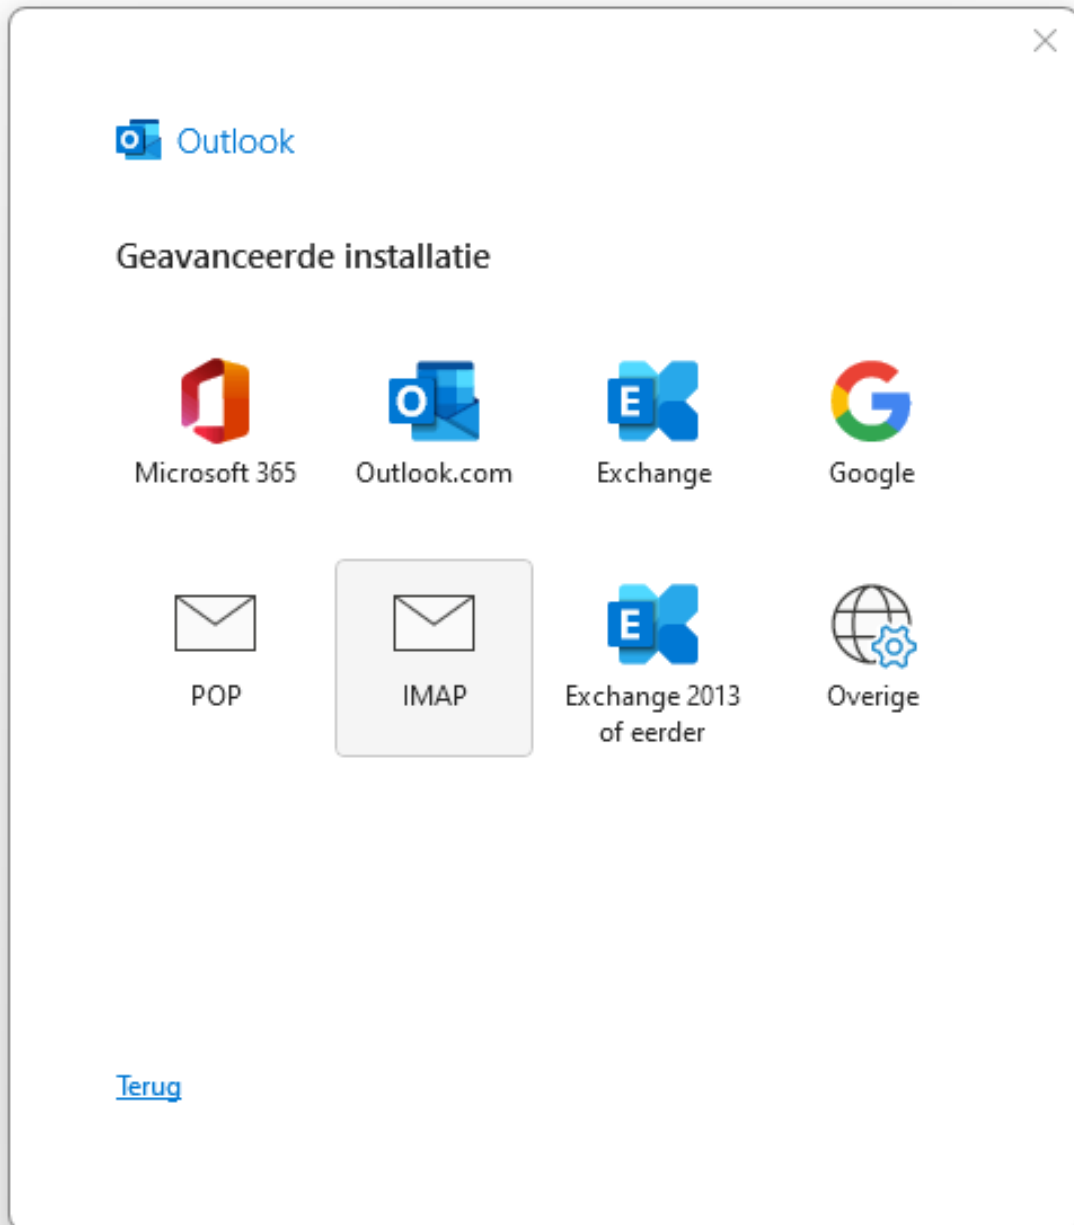 Outlook
Geavanceerde installatie
Microsoft 365
Outlook.com
Exchange
Google
POP
IMAP
Exchange 2013
of eerder
Overige
Terug